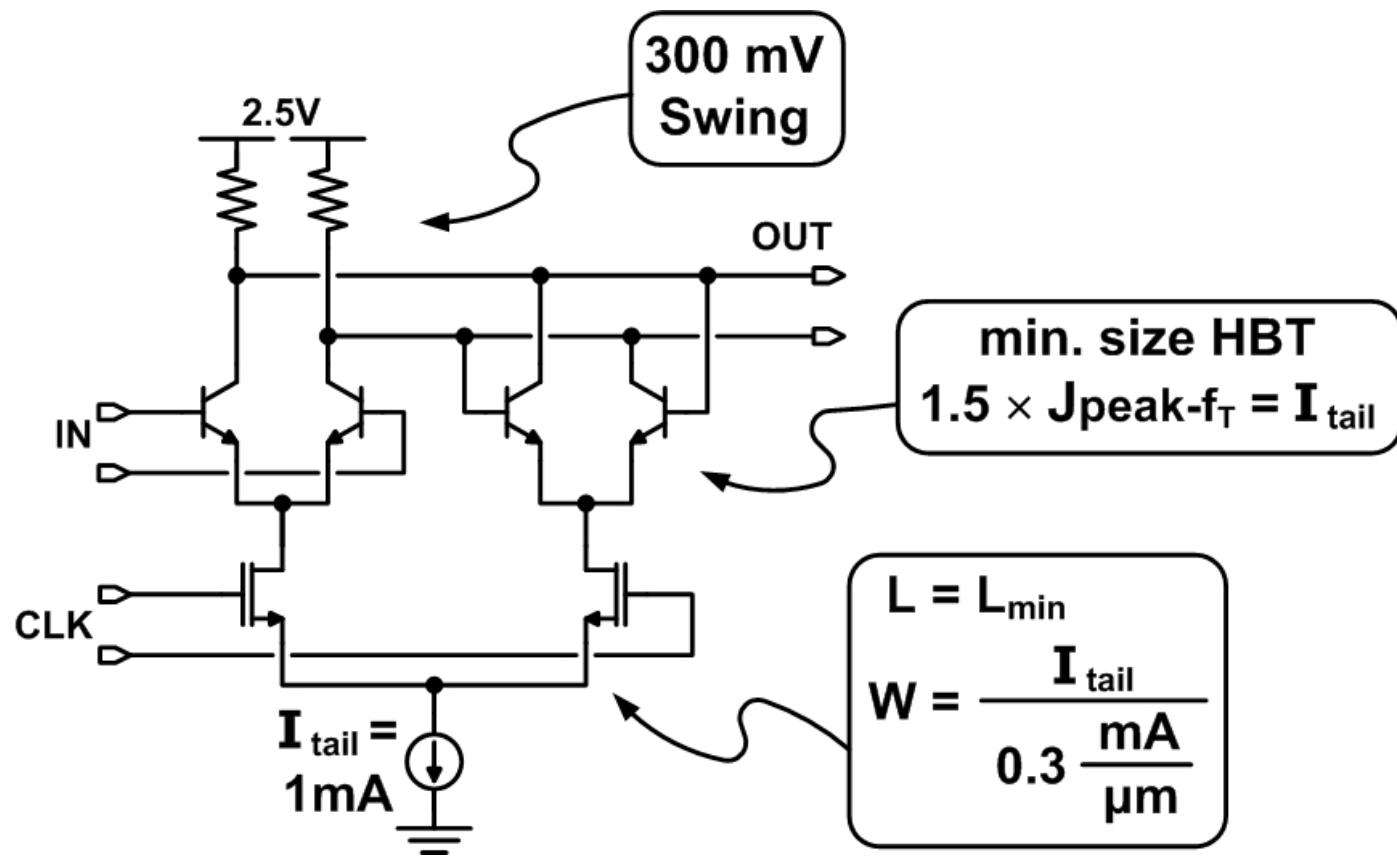 300 mV
Swing
2.5V
OUT
min. size HBT
1.5 × Jpeak-fT = Itail
IN
CLK
L = Lmin
W = Itail
0.3 mA
µm
Itail =
1mA